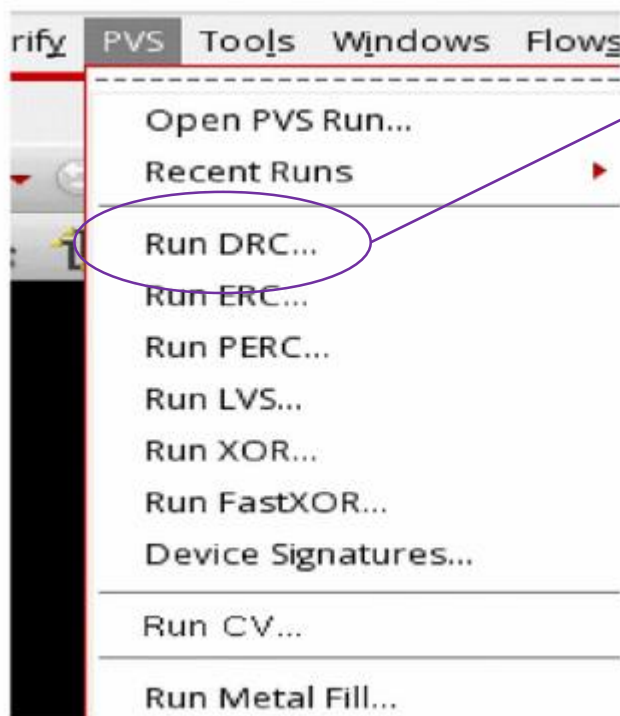 rify PVS Tools Windows Flows
Open PVS Run...
Recent Runs
Run DRC...
Run ERC...
Run PERC...
Run LVS...
Run XOR...
Run FastXOR...
Device Signatures...
Run CV...
Run Metal Fill...